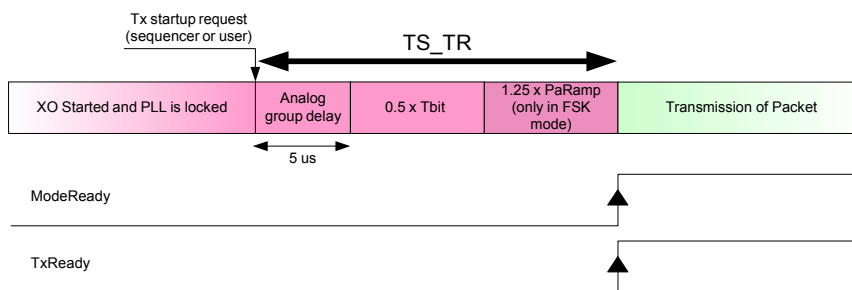 Tx startup request
(sequencer or user)
TS_TR
XO Started and PLL is locked
Analog
group delay
0.5 x Tbit
1.25 x PaRamp
(only in FSK
mode)
Transmission of Packet
5 us
ModeReady
TxReady